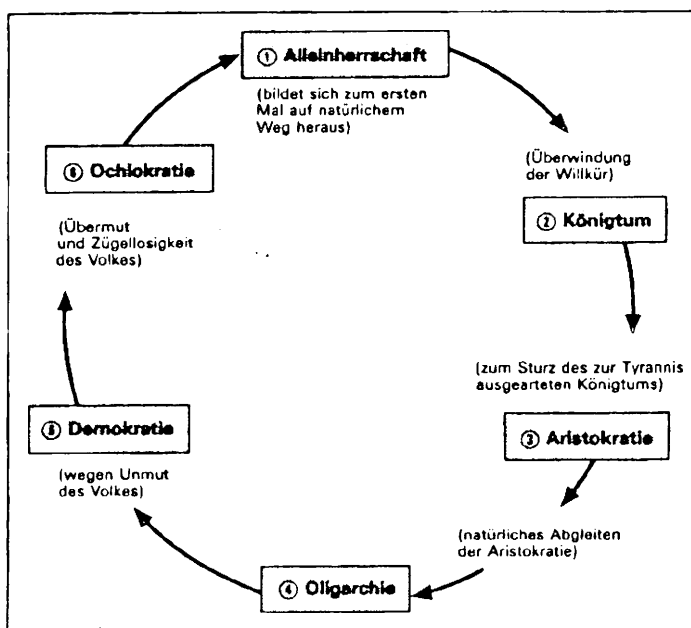 ① Alleinherrschaft
(bildet sich zum ersten
Mal auf natürlichem
Weg heraus)
(Überwindung
der Willkür)
② Königtum
(zum Sturz des zur Tyrannis
ausgearteten Königtums)
③ Aristokratie
(natürliches Abgleiten
der Aristokratie)
④ Oligarchie
(wegen Unmut
des Volkes)
⑤ Demokratie
(Übermut
und Zügellosigkeit
des Volkes)
⑥ Ochlokratie